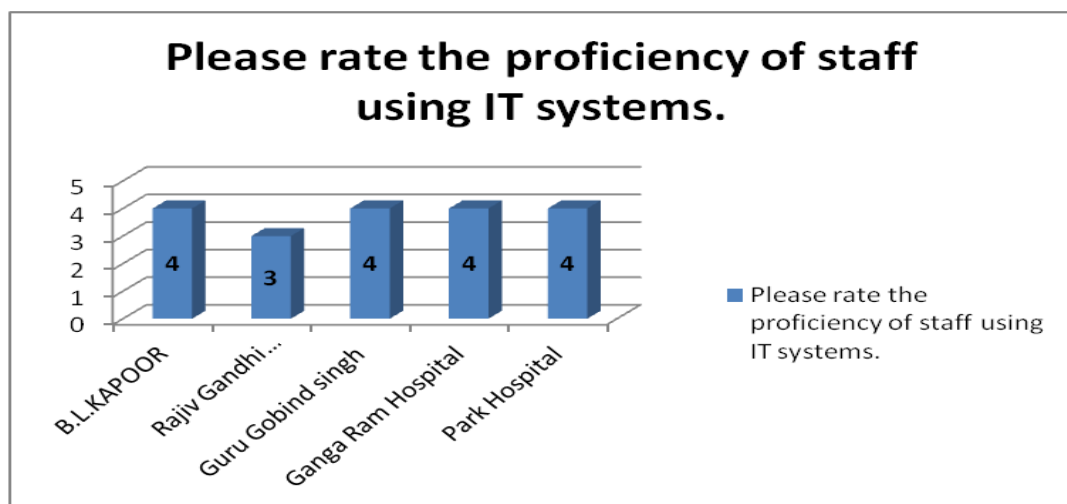 Please rate the proficiency of staff
using IT systems.
5
4
3
2
1
0
4
3
4
4
4
B.L.KAPOOR
Rajiv Gandhi...
Guru Gobind singh
Ganga Ram Hospital
Park Hospital
Please rate the
proficiency of staff using
IT systems.